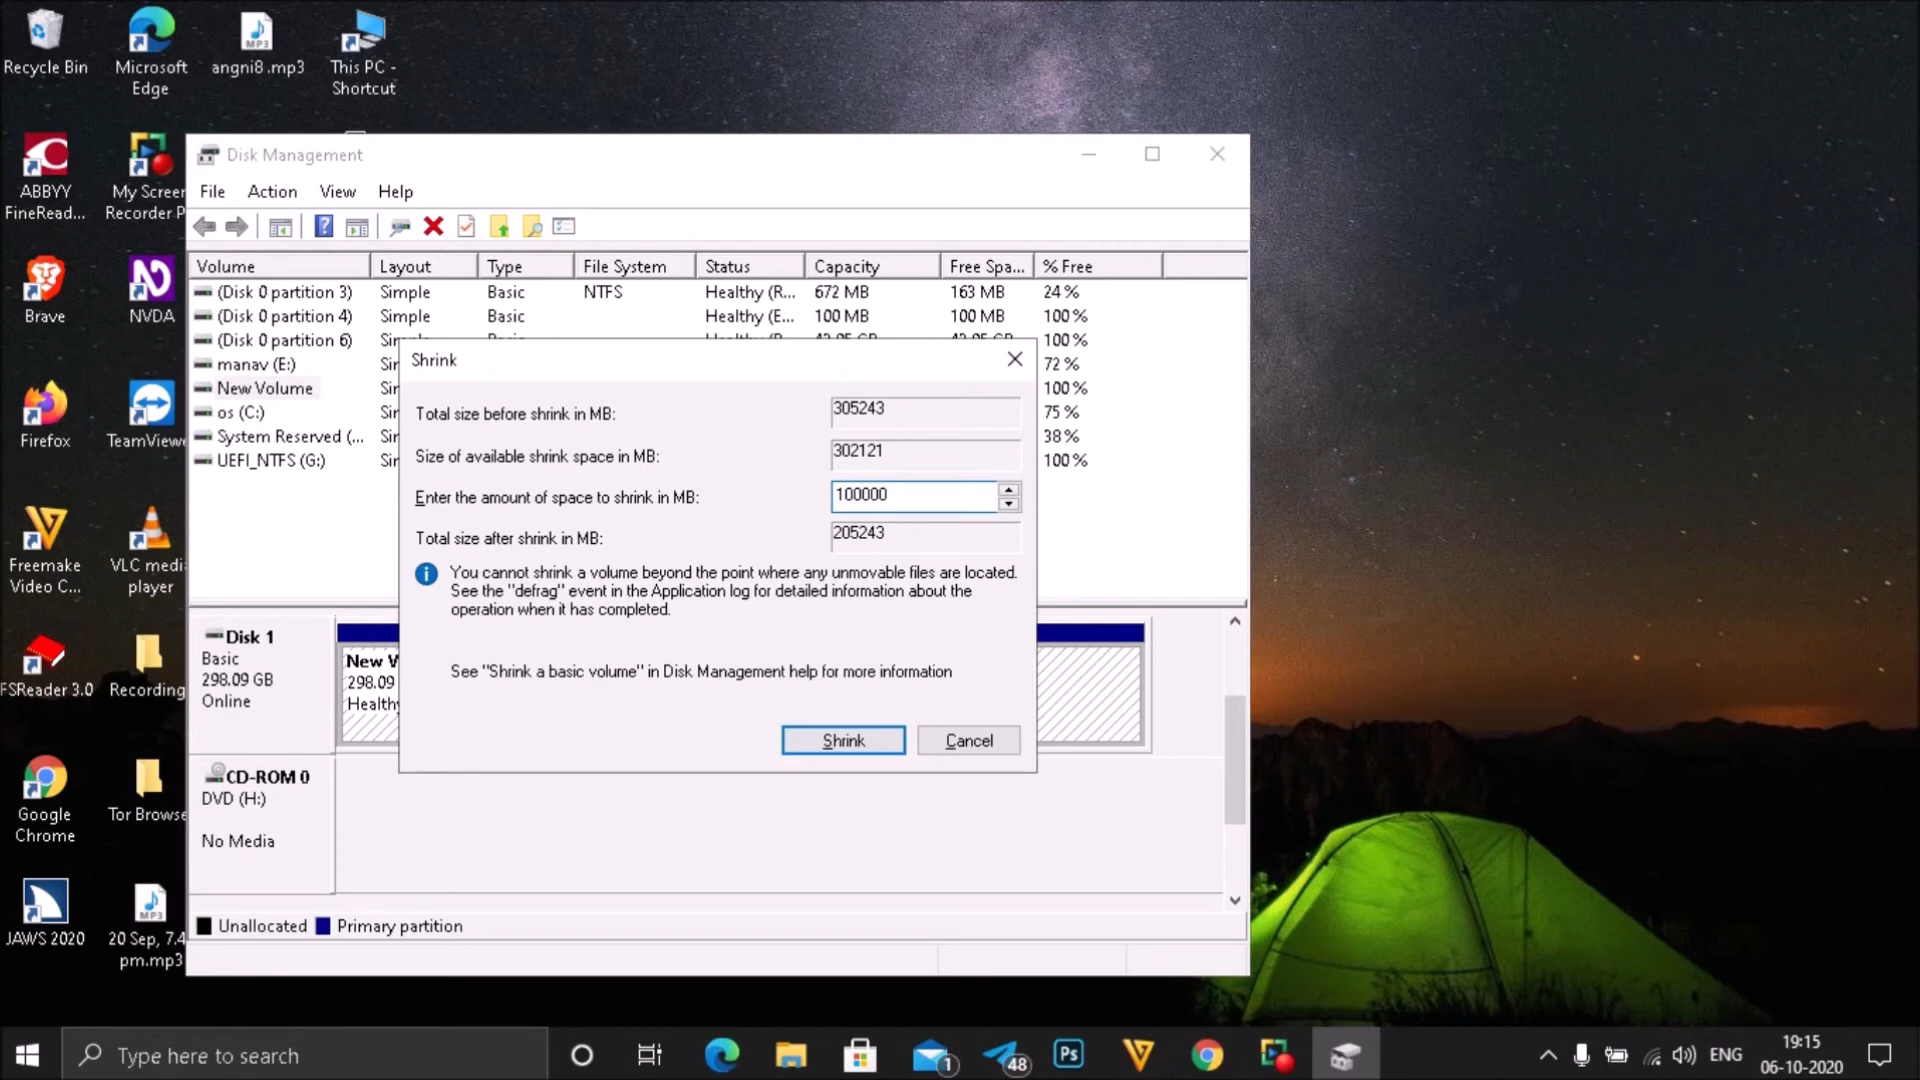 Recycle Bin
Microsoft
Edge
angni8 .mp3
This PC -
Shortcut
ABBYY
FineRead...
My Screen
Recorder P
Brave
NVDA
Firefox
TeamViewe
Freemake
Video C...
VLC medi
player
FSReader 3.0
Recording
Google
Chrome
Tor Browse
JAWS 2020
MP3
20 Sep, 7.4
pm.mp3
Disk Management
File Action View Help
Volume Layout Type File System Status Capacity Free Spa... % Free
(Disk 0 partition 3) Simple Basic NTFS Healthy (R... 672 MB 163 MB 24 %
(Disk 0 partition 4) Simple Basic Healthy (E... 100 MB 100 MB 100 %
(Disk 0 partition 6) 100 %
manav (E:) 72 %
New Volume 100 %
os (C:) 75 %
System Reserved (... 38 %
UEFI_NTFS (G:) 100 %
Shrink
Total size before shrink in MB: 305243
Size of available shrink space in MB: 302121
Enter the amount of space to shrink in MB: 100000
Total size after shrink in MB: 205243
You cannot shrink a volume beyond the point where any unmovable files are located.
See the "defrag" event in the Application log for detailed information about the
operation when it has completed.
See "Shrink a basic volume" in Disk Management help for more information
Shrink Cancel
Disk 1
Basic
298.09 GB
Online
New V
298.09
Healthy
CD-ROM 0
DVD (H:)
No Media
Unallocated Primary partition
Type here to search
1
48
Ps
ENG
19:15
06-10-2020